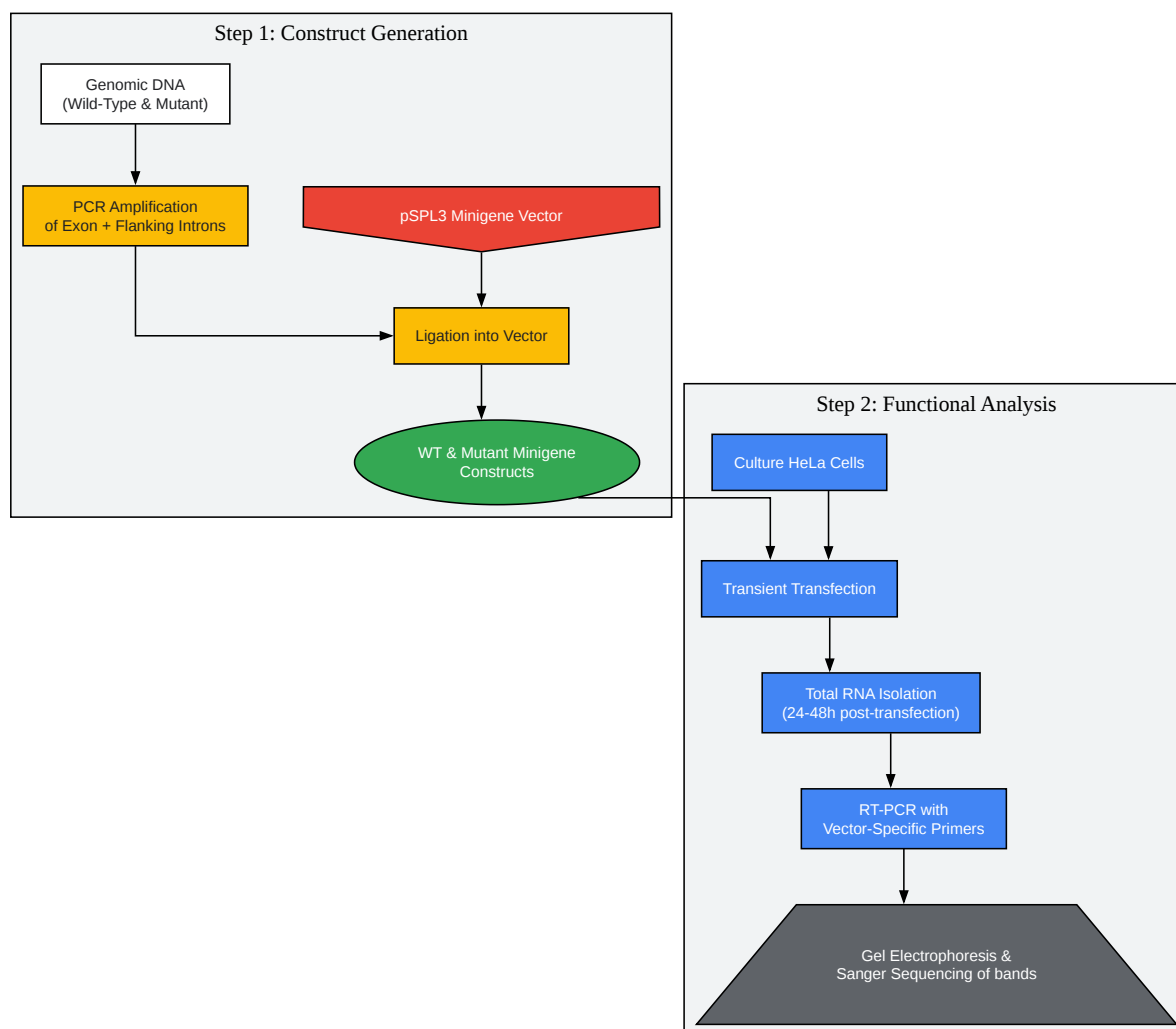 Step 1: Construct Generation
Genomic DNA
(Wild-Type & Mutant)
PCR Amplification
of Exon + Flanking Introns
pSPL3 Minigene Vector
Ligation into Vector
WT & Mutant Minigene
Constructs
Step 2: Functional Analysis
Culture HeLa Cells
Transient Transfection
Total RNA Isolation
(24-48h post-transfection)
RT-PCR with
Vector-Specific Primers
Gel Electrophoresis &
Sanger Sequencing of bands